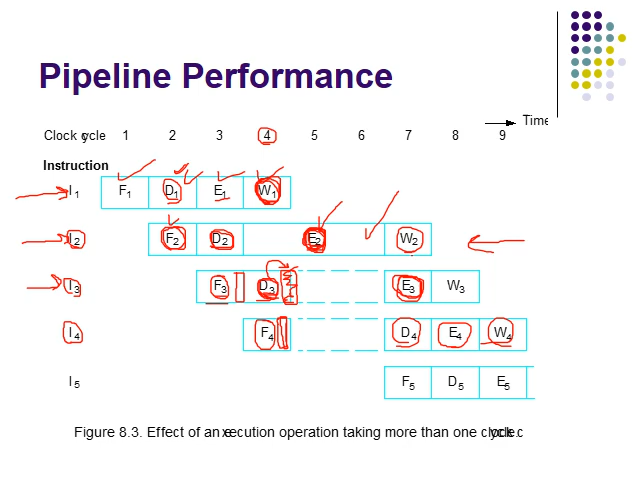 Pipeline Performance
Time
Clock cycle 1 2 3 4 5 6 7 8 9
Instruction
I1 F1 D1 E1 W1
I2 F2 D2 E2 W2
I3 F3 D3 E3 W3
I4 F4 D4 E4 W4
I5 F5 D5 E5
Figure 8.3. Effect of an execution operation taking more than one clock cycle.